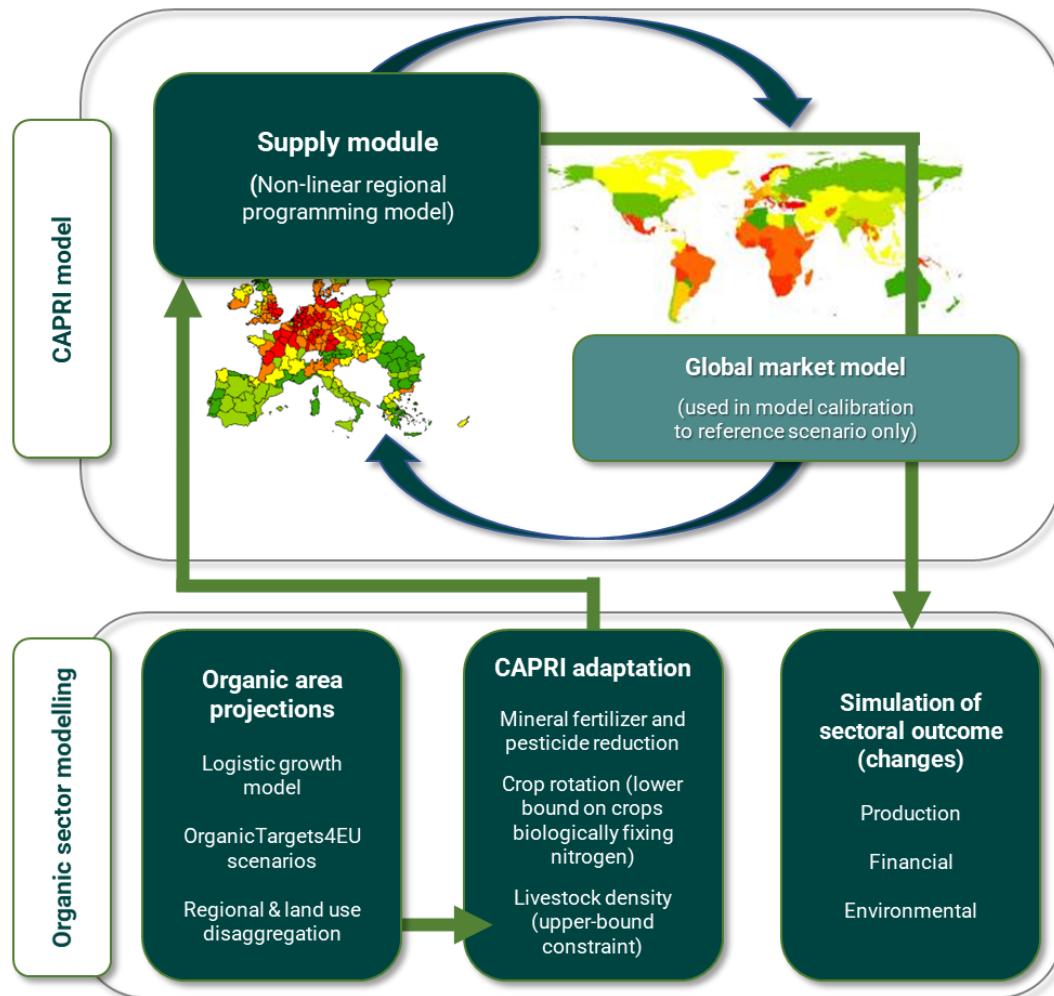 CAPRI model
Supply module
(Non-linear regional
programming model)
Global market model
(used in model calibration
to reference scenario only)
Organic sector modelling
Organic area
projections
Logistic growth
model
OrganicTargets4EU
scenarios
Regional & land use
disaggregation
CAPRI adaptation
Mineral fertilizer and
pesticide reduction
Crop rotation (lower
bound on crops
biologically fixing
nitrogen)
Livestock density
(upper-bound
constraint)
Simulation of
sectoral outcome
(changes)
Production
Financial
Environmental